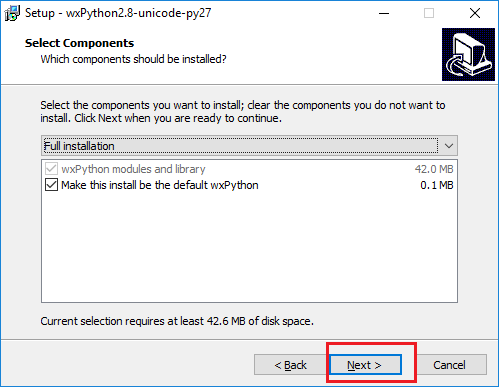 Setup - wxPython2.8-unicode-py27
Select Components
Which components should be installed?
Select the components you want to install; clear the components you do not want to
install. Click Next when you are ready to continue.
Full installation
wxPython modules and library 42.0 MB
Make this install be the default wxPython 0.1 MB
Current selection requires at least 42.6 MB of disk space.
< Back Next > Cancel